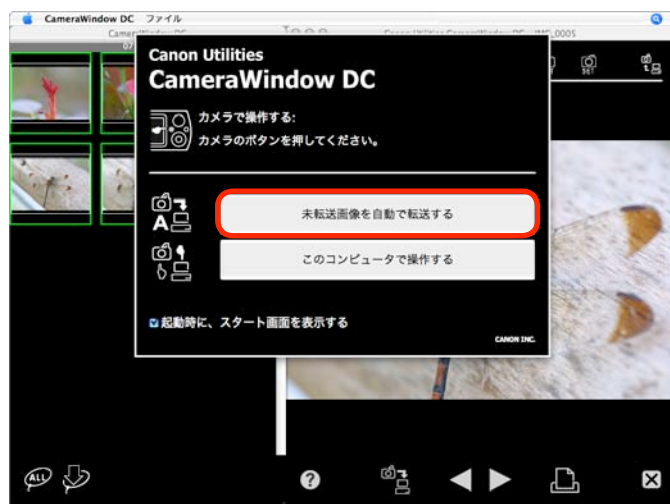 CameraWindow DC ファイル
Canon Utilities
CameraWindow DC
カメラで操作する:
カメラのボタンを押してください。
A
未転送画像を自動で転送する
このコンピュータで操作する
起動時に、スタート画面を表示する
CANON INC.
SET
ALL
?